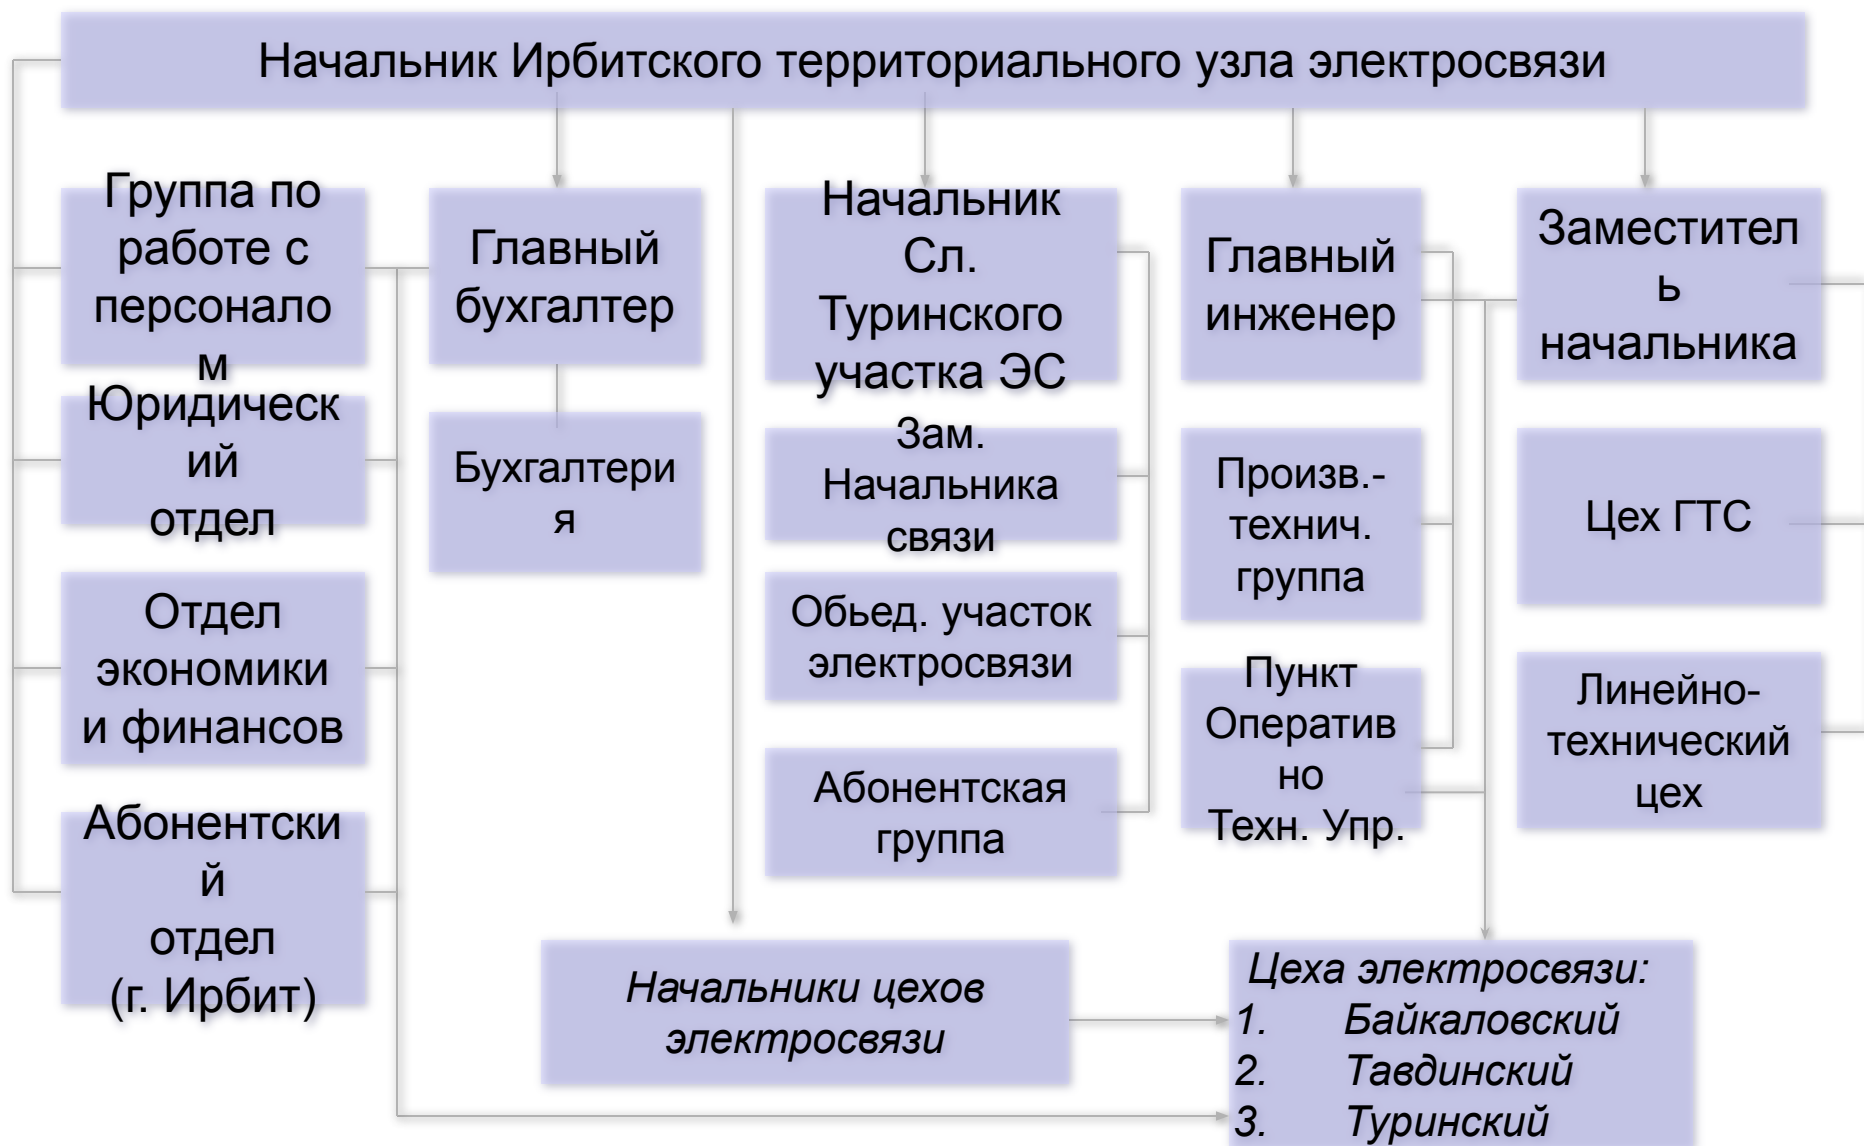 Начальник Ирбитского территориального узла электросвязи
Группа по
работе с
персонало
м
Главный
бухгалтер
Начальник
Сл.
Туринского
участка ЭС
Главный
инженер
Заместител
ь
начальника
Юридическ
ий
отдел
Бухгалтери
я
Зам.
Начальника
связи
Произв.-
технич.
группа
Цех ГТС
Отдел
экономики
и финансов
Обьед. участок
электросвязи
Пункт
Оператив
но
Техн. Упр.
Линейно-
технический
цех
Абонентски
й
отдел
(г. Ирбит)
Абонентская
группа
Начальники цехов
электросвязи
Цеха электросвязи:
1. Байкаловский
2. Тавдинский
3. Туринский